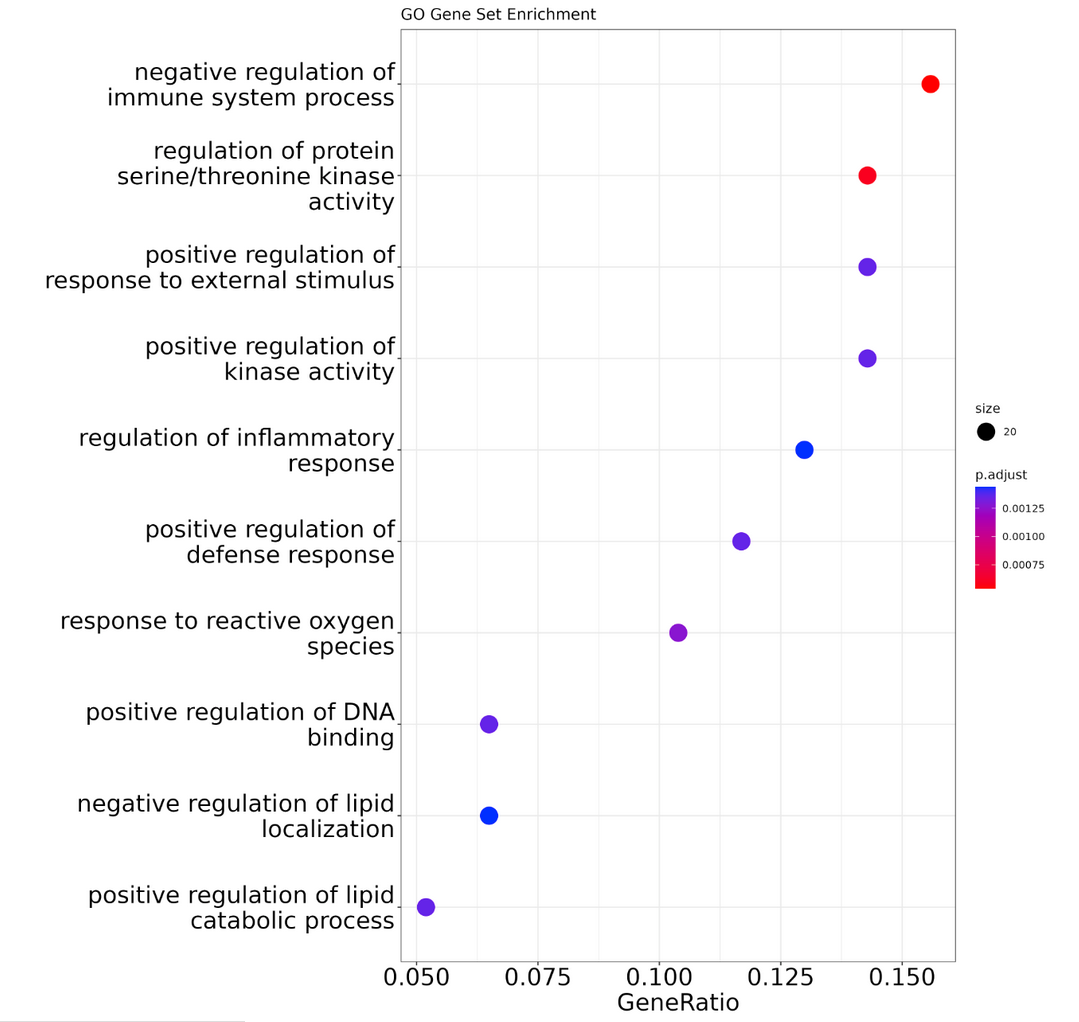 GO Gene Set Enrichment
negative regulation of
immune system process
regulation of protein
serine/threonine kinase
activity
positive regulation of
response to external stimulus
positive regulation of
kinase activity
regulation of inflammatory
response
positive regulation of
defense response
response to reactive oxygen
species
positive regulation of DNA
binding
negative regulation of lipid
localization
positive regulation of lipid
catabolic process
0.050 0.075 0.100 0.125 0.150
GeneRatio
size
20
p.adjust
0.00125
0.00100
0.00075